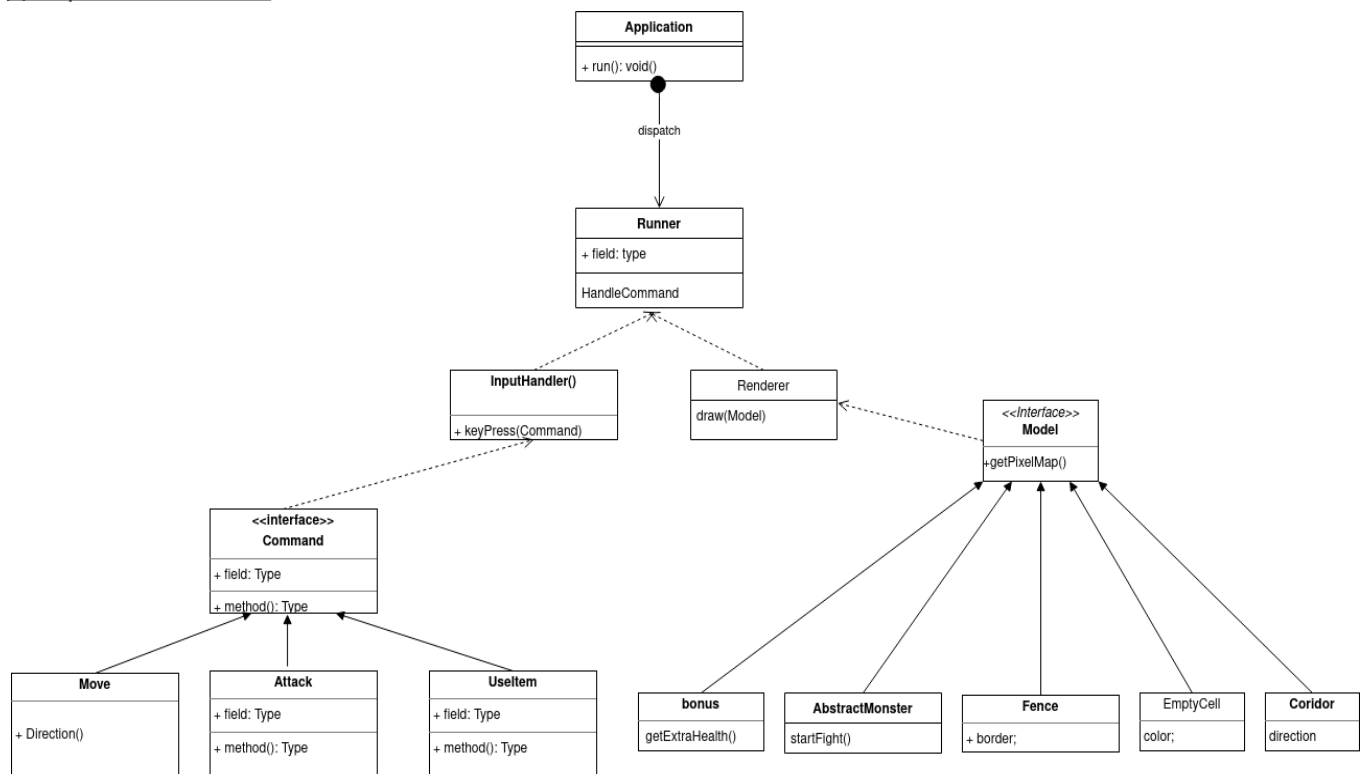 Application
+ run(): void()
dispatch
Runner
+ field: type
HandleCommand
InputHandler()
+ keyPress(Command)
Renderer
draw(Model)
<<Interface>>
Model
+getPixelMap()
<<interface>>
Command
+ field: Type
+ method(): Type
Move
+ Direction()
Attack
+ field: Type
+ method(): Type
UseItem
+ field: Type
+ method(): Type
bonus
getExtraHealth()
AbstractMonster
startFight()
Fence
+ border;
EmptyCell
color;
Coridor
direction